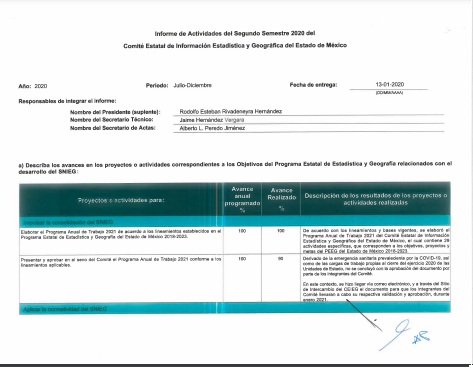 Informe de Actividades del Segundo Semestre 2020 del
Comité Estatal de Información Estadística y Geográfica del Estado de México
Año: 2020 Periodo: Julio-Diciembre Fecha de entrega: 13-01-2020
(DD/MM/AAAA)
Responsables de integrar el informe:
Nombre del Presidente (suplente): Rodolfo Esteban Rivadeneyra Hernández
Nombre del Secretario Técnico: Jaime Hernández Vergara
Nombre del Secretario de Actas: Alberto L. Peredo Jiménez
a) Describa los avances en los proyectos o actividades correspondientes a los Objetivos del Programa Estatal de Estadística y Geografía relacionados con el
desarrollo del SNIEG:
Proyectos o actividades para:
Avance
anual
programado
%
Avance
Realizado
%
Descripción de los resultados de los proyectos o
actividades realizadas
Impulsar la consolidación del SNIEG
Elaborar el Programa Anual de Trabajo 2021 de acuerdo a los lineamientos establecidos en el
Programa Estatal de Estadística y Geografía del Estado de México 2018-2023.
100
100
De acuerdo con los lineamientos y bases vigentes, se elaboró el
Programa Anual de Trabajo 2021 del Comité Estatal de Información
Estadística y Geográfica del Estado de México, el cual contiene 29
actividades específicas, que corresponden a los objetivos, proyectos y
metas del PEEG del Estado de México 2018-2023.
Presentar y aprobar en el seno del Comité el Programa Anual de Trabajo 2021 conforme a los
lineamientos aplicables.
100
90
Derivado de la emergencia sanitaria prevaleciente por la COVID-19, así
como de las cargas de trabajo propias al cierre del ejercicio 2020 de las
Unidades de Estado, no se concluyó con la aprobación del documento por
parte de los integrantes del Comité.
En este contexto, se hizo llegar vía correo electrónico, y a través del Sitio
de Intercambio del CEIEG el documento para que los integrantes del
Comité llevaran a cabo su respectiva validación y aprobación, durante
enero 2021.
Aplicar la normatividad del SNIEG